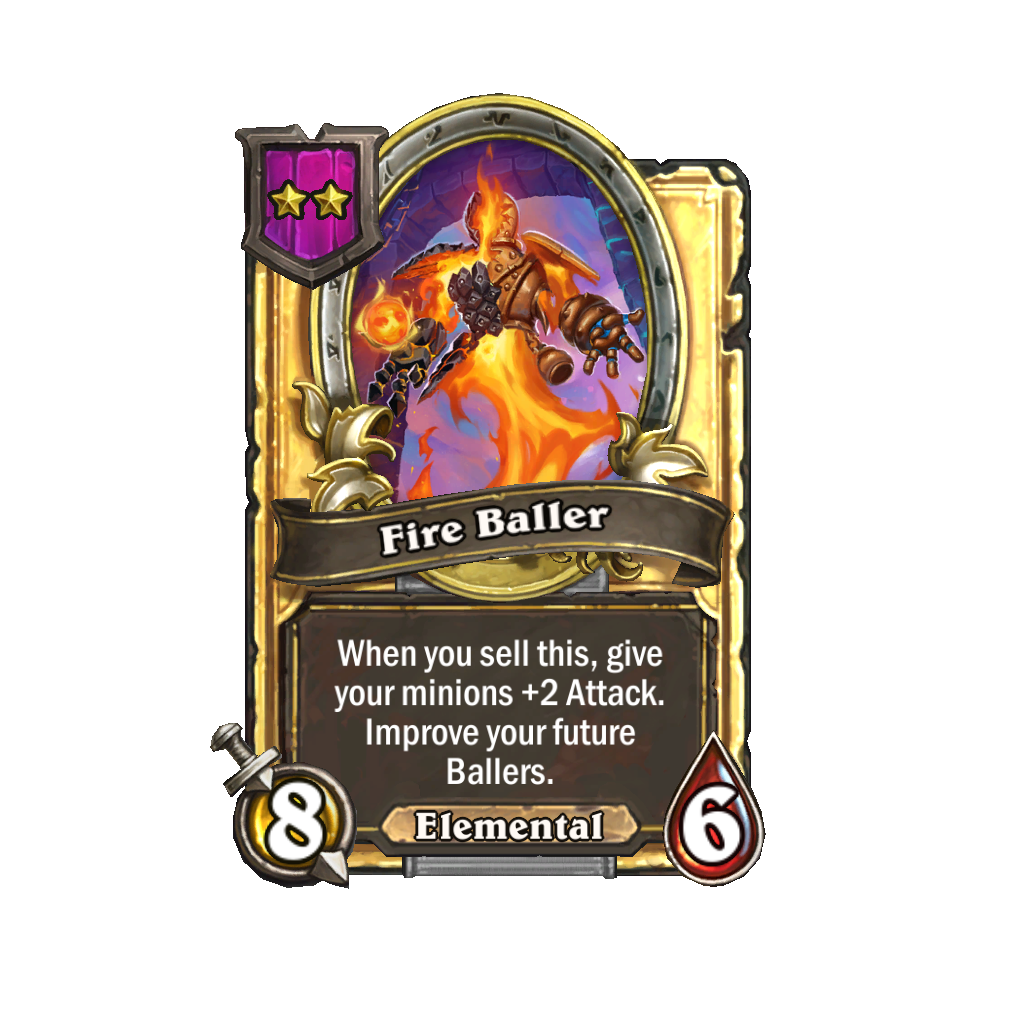 Fire Baller
When you sell this, give
your minions +2 Attack.
Improve your future
Ballers.
8
Elemental
6